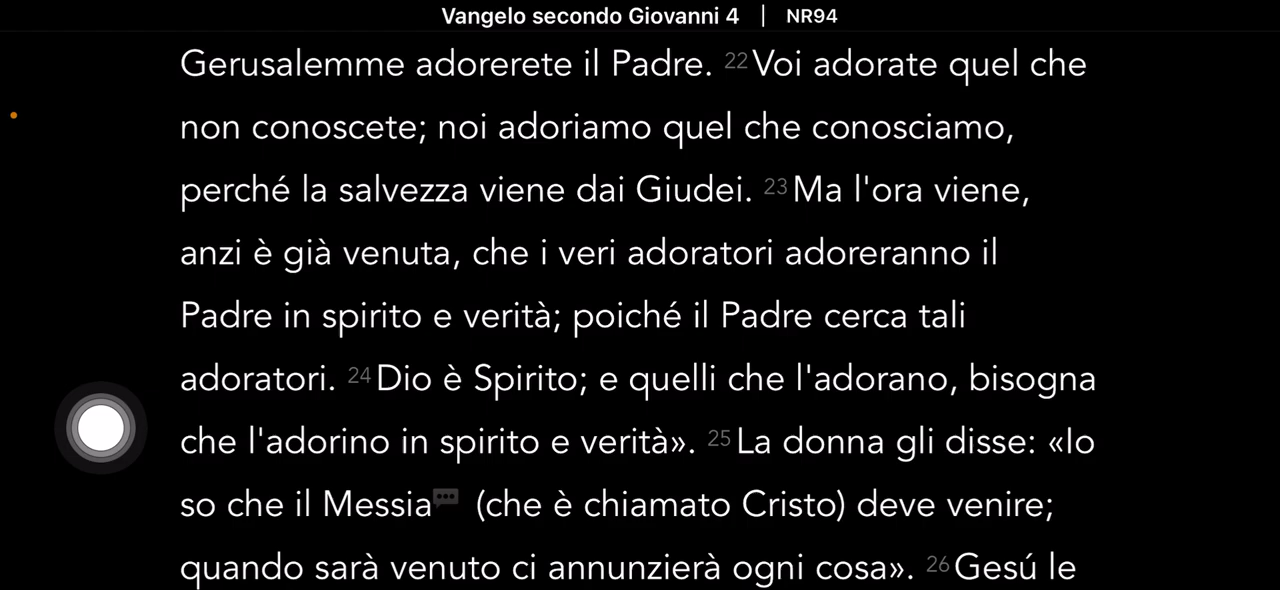 Vangelo secondo Giovanni 4 | NR94
Gerusalemme adorerete il Padre. 22 Voi adorate quel che
non conoscete; noi adoriamo quel che conosciamo,
perché la salvezza viene dai Giudei. 23 Ma l'ora viene,
anzi è già venuta, che i veri adoratori adoreranno il
Padre in spirito e verità; poiché il Padre cerca tali
adoratori. 24 Dio è Spirito; e quelli che l'adorano, bisogna
che l'adorino in spirito e verità». 25 La donna gli disse: «Io
so che il Messia (che è chiamato Cristo) deve venire;
quando sarà venuto ci annunzierà ogni cosa». 26 Gesú le